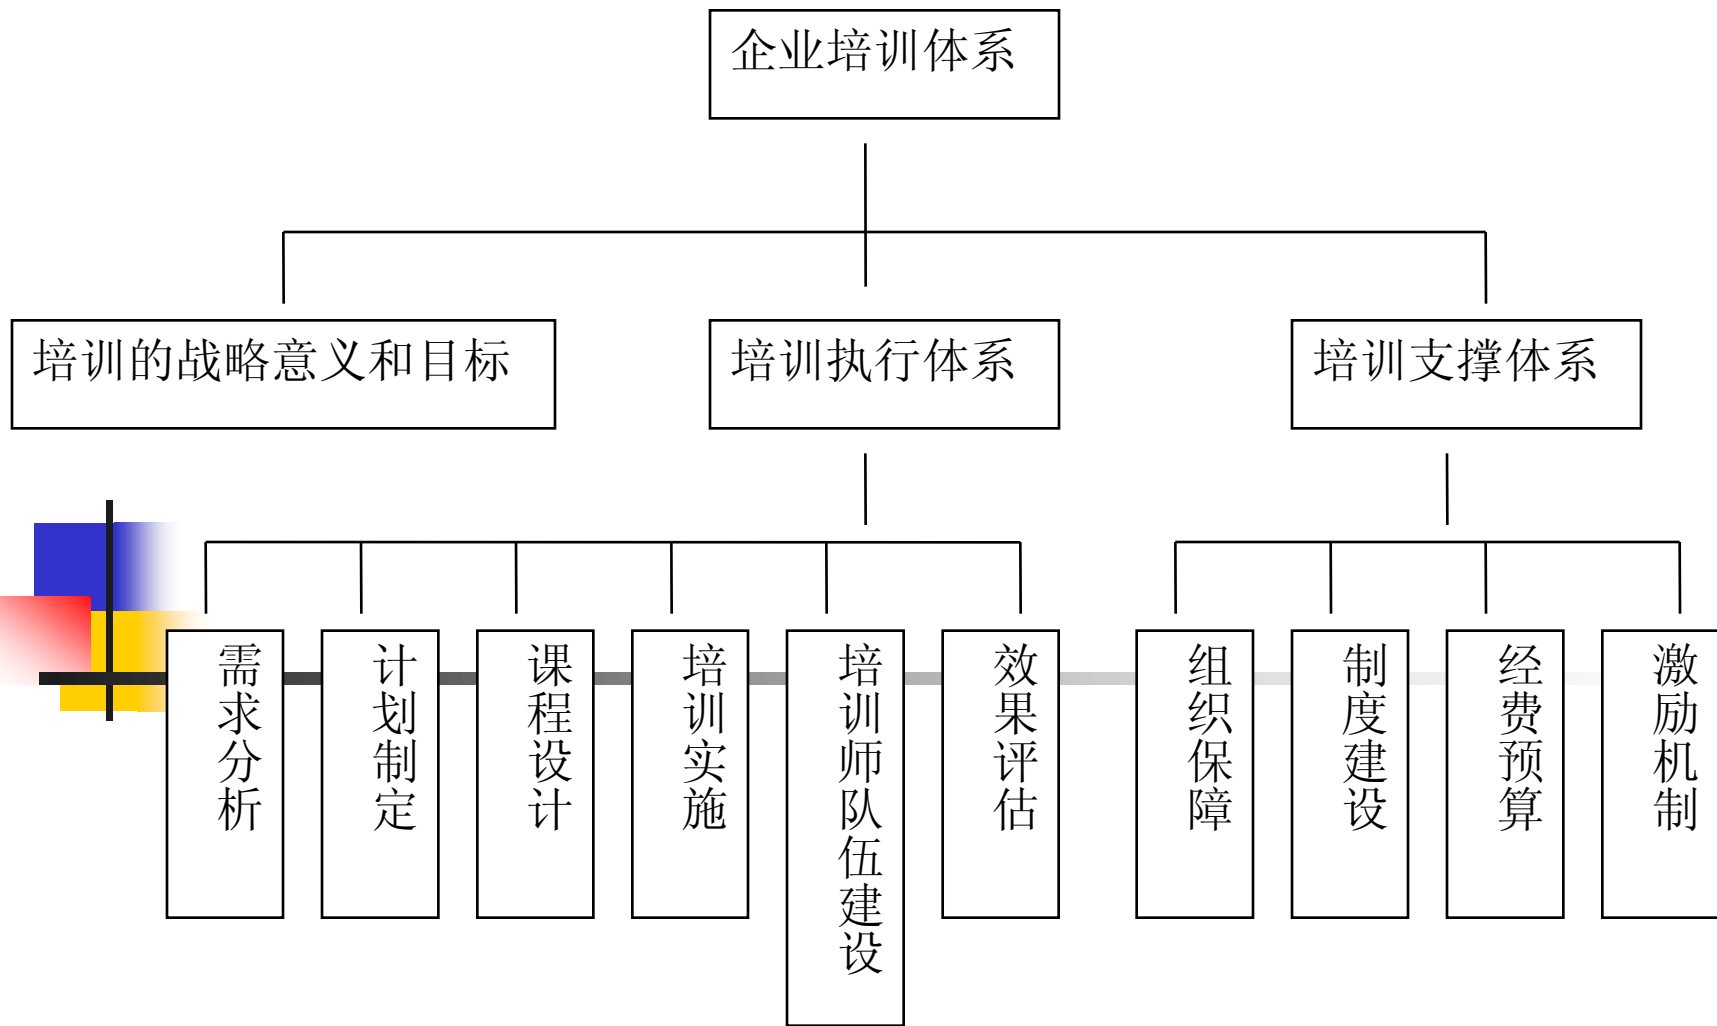 企业培训体系
培训的战略意义和目标
培训执行体系
培训支撑体系
需求分析
计划制定
课程设计
培训实施
培训师队伍建设
效果评估
组织保障
制度建设
经费预算
激励机制